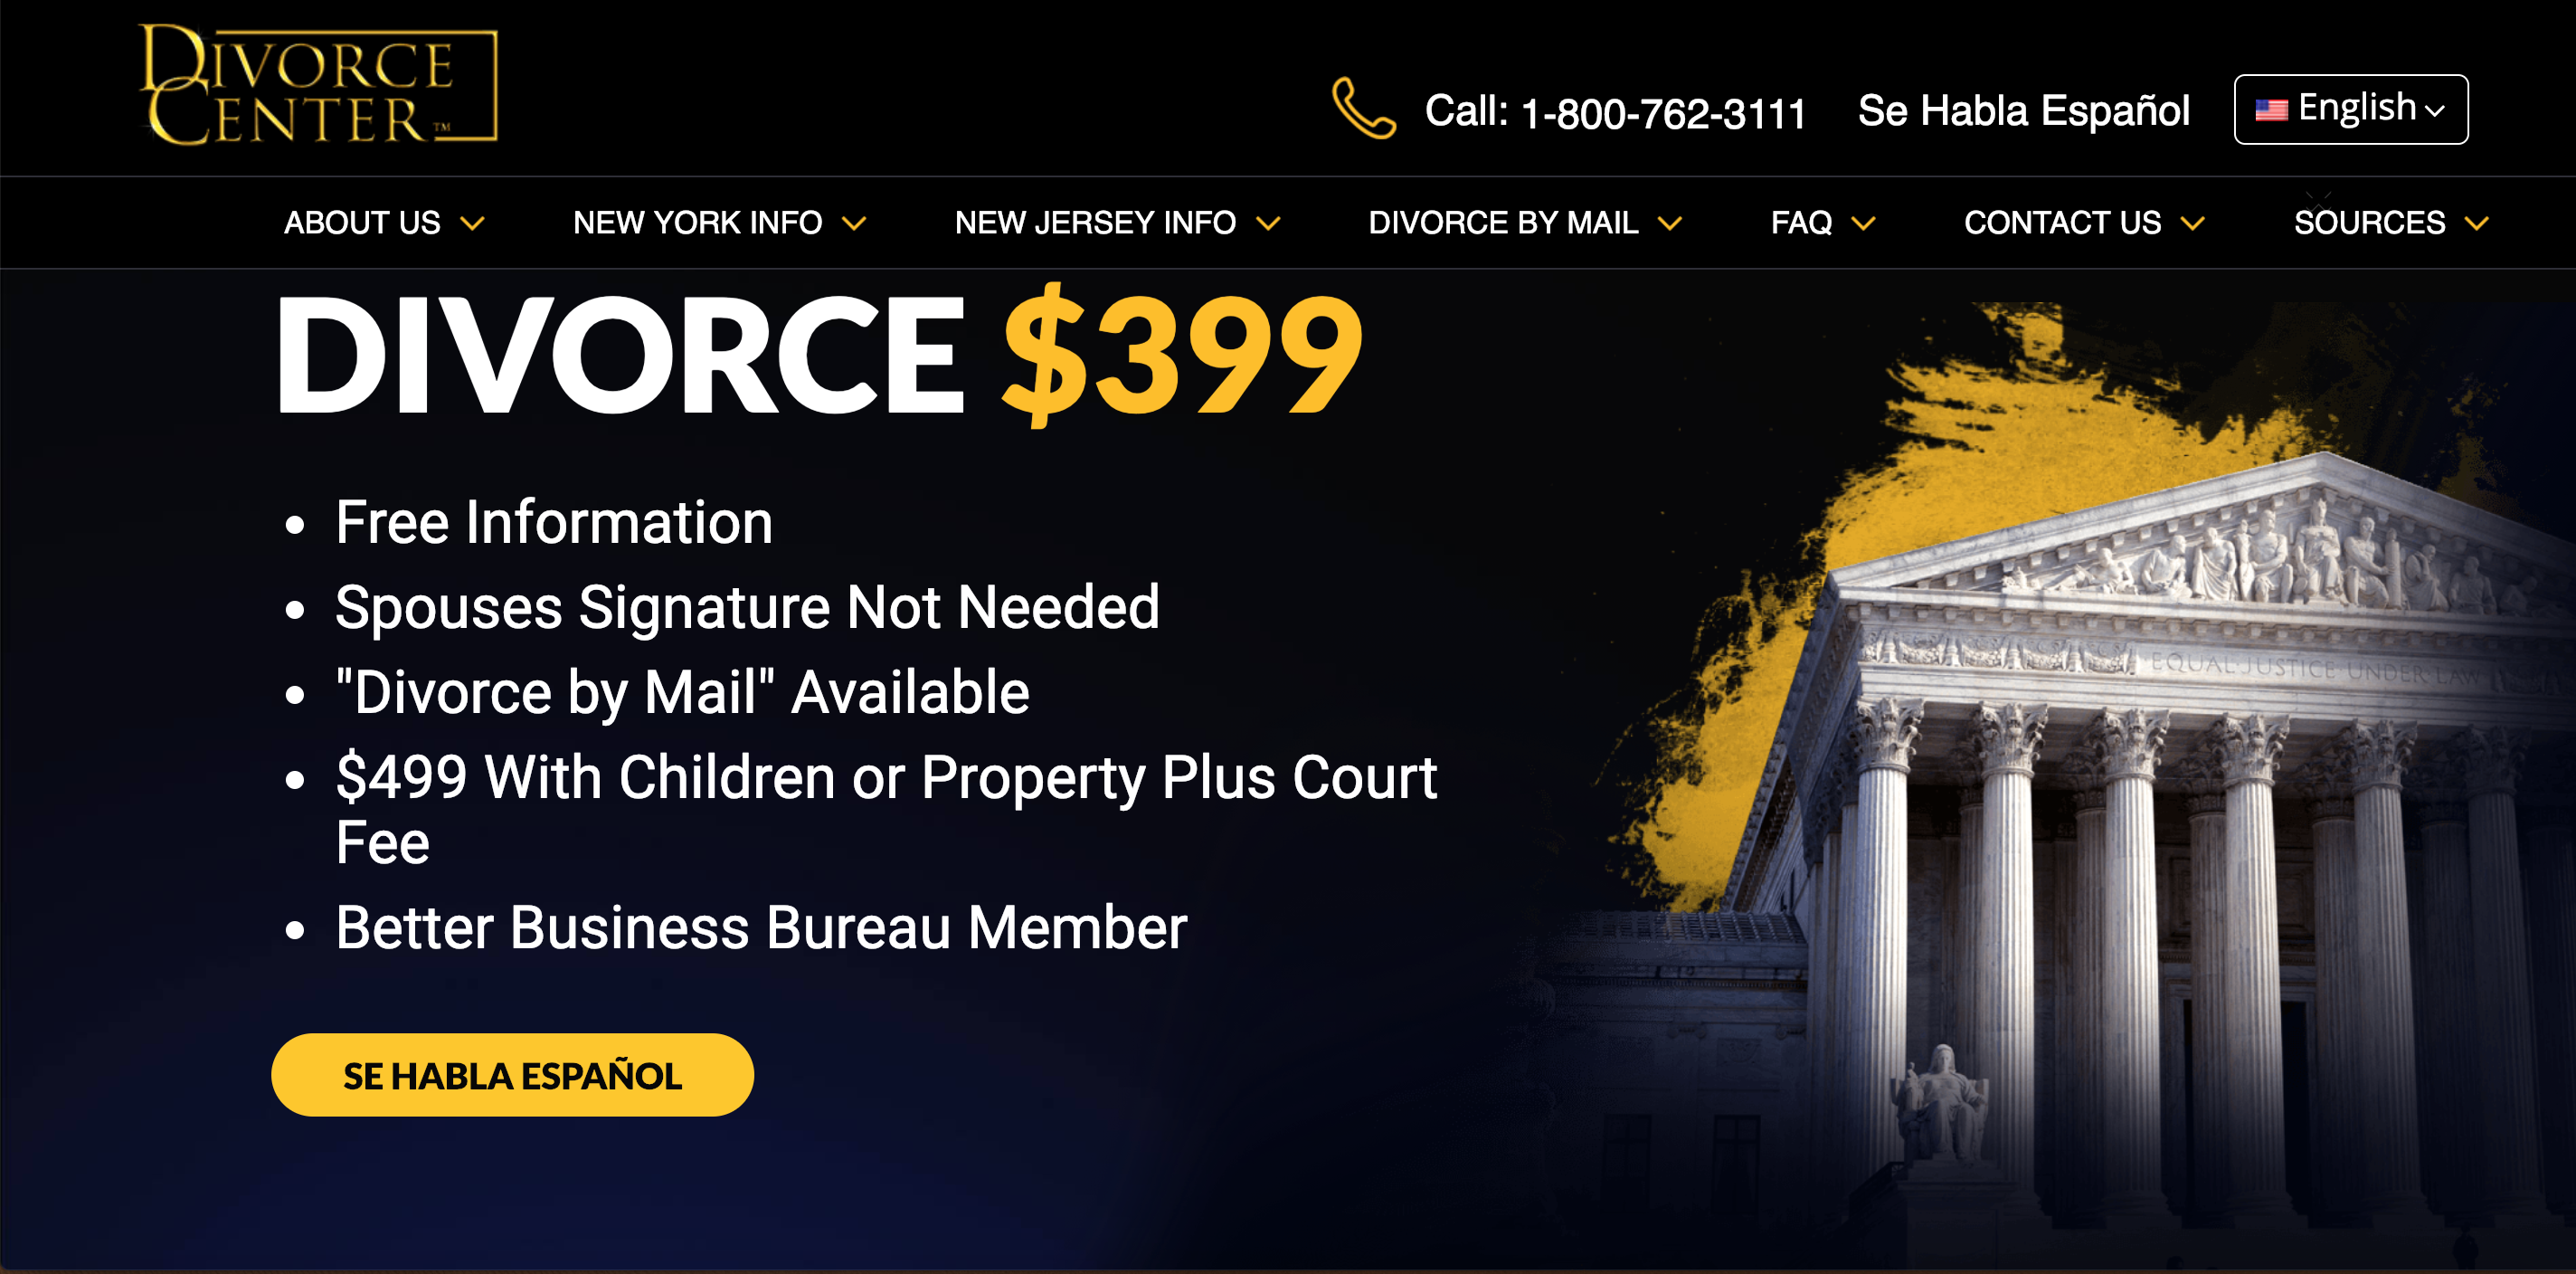 DIVORCE
CENTER™
Call: 1-800-762-3111 Se Habla Español English
ABOUT US NEW YORK INFO NEW JERSEY INFO DIVORCE BY MAIL FAQ CONTACT US SOURCES
DIVORCE $399
• Free Information
• Spouses Signature Not Needed
• "Divorce by Mail" Available
• $499 With Children or Property Plus Court
Fee
• Better Business Bureau Member
EQUAL JUSTICE UNDER LAW
SE HABLA ESPAÑOL